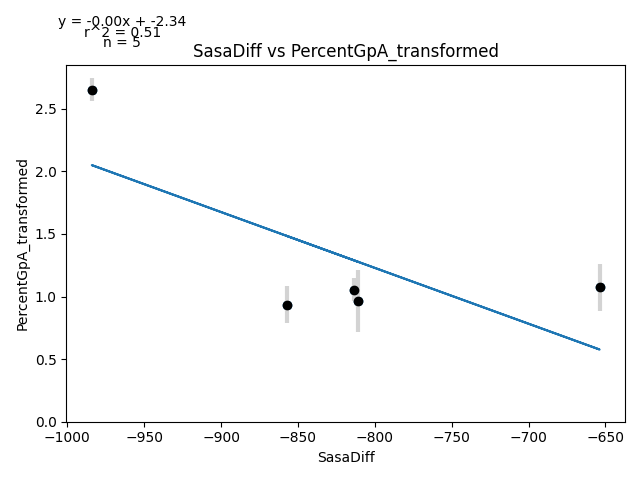 y = -0.00x + -2.34
r^2 = 0.51
n = 5
SasaDiff vs PercentGpA_transformed
PercentGpA_transformed
2.5
2.0
1.5
1.0
0.5
0.0
−1000 −950 −900 −850 −800 −750 −700 −650
SasaDiff